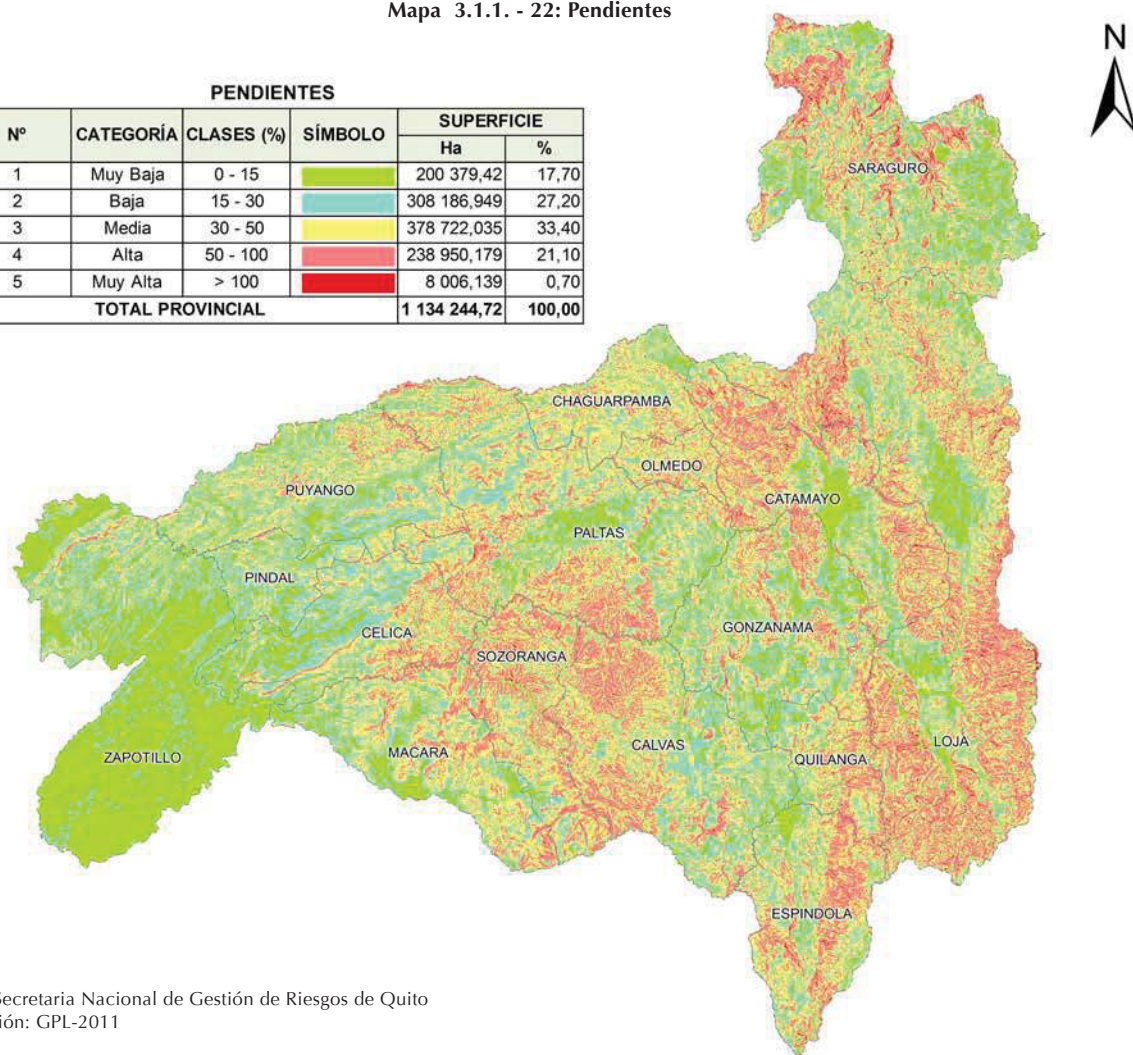 Mapa 3.1.1. - 22: Pendientes
N
PENDIENTES
Nº CATEGORÍA CLASES (%) SÍMBOLO SUPERFICIE
Ha %
1 Muy Baja 0 - 15 200 379,42 17,70
2 Baja 15 - 30 308 186,949 27,20
3 Media 30 - 50 378 722,035 33,40
4 Alta 50 - 100 238 950,179 21,10
5 Muy Alta > 100 8 006,139 0,70
TOTAL PROVINCIAL 1 134 244,72 100,00
SARAGURO
CHAGUARPAMBA
OLMEDO
PUYANGO
CATAMAYO
PALTAS
PINDAL
GONZANAMA
CELICA
SOZORANGA
LOJA
CALVAS
MACARA
ZAPOTILLO
QUILANGA
ESPINDOLA
Secretaria Nacional de Gestión de Riesgos de Quito
ión: GPL-2011